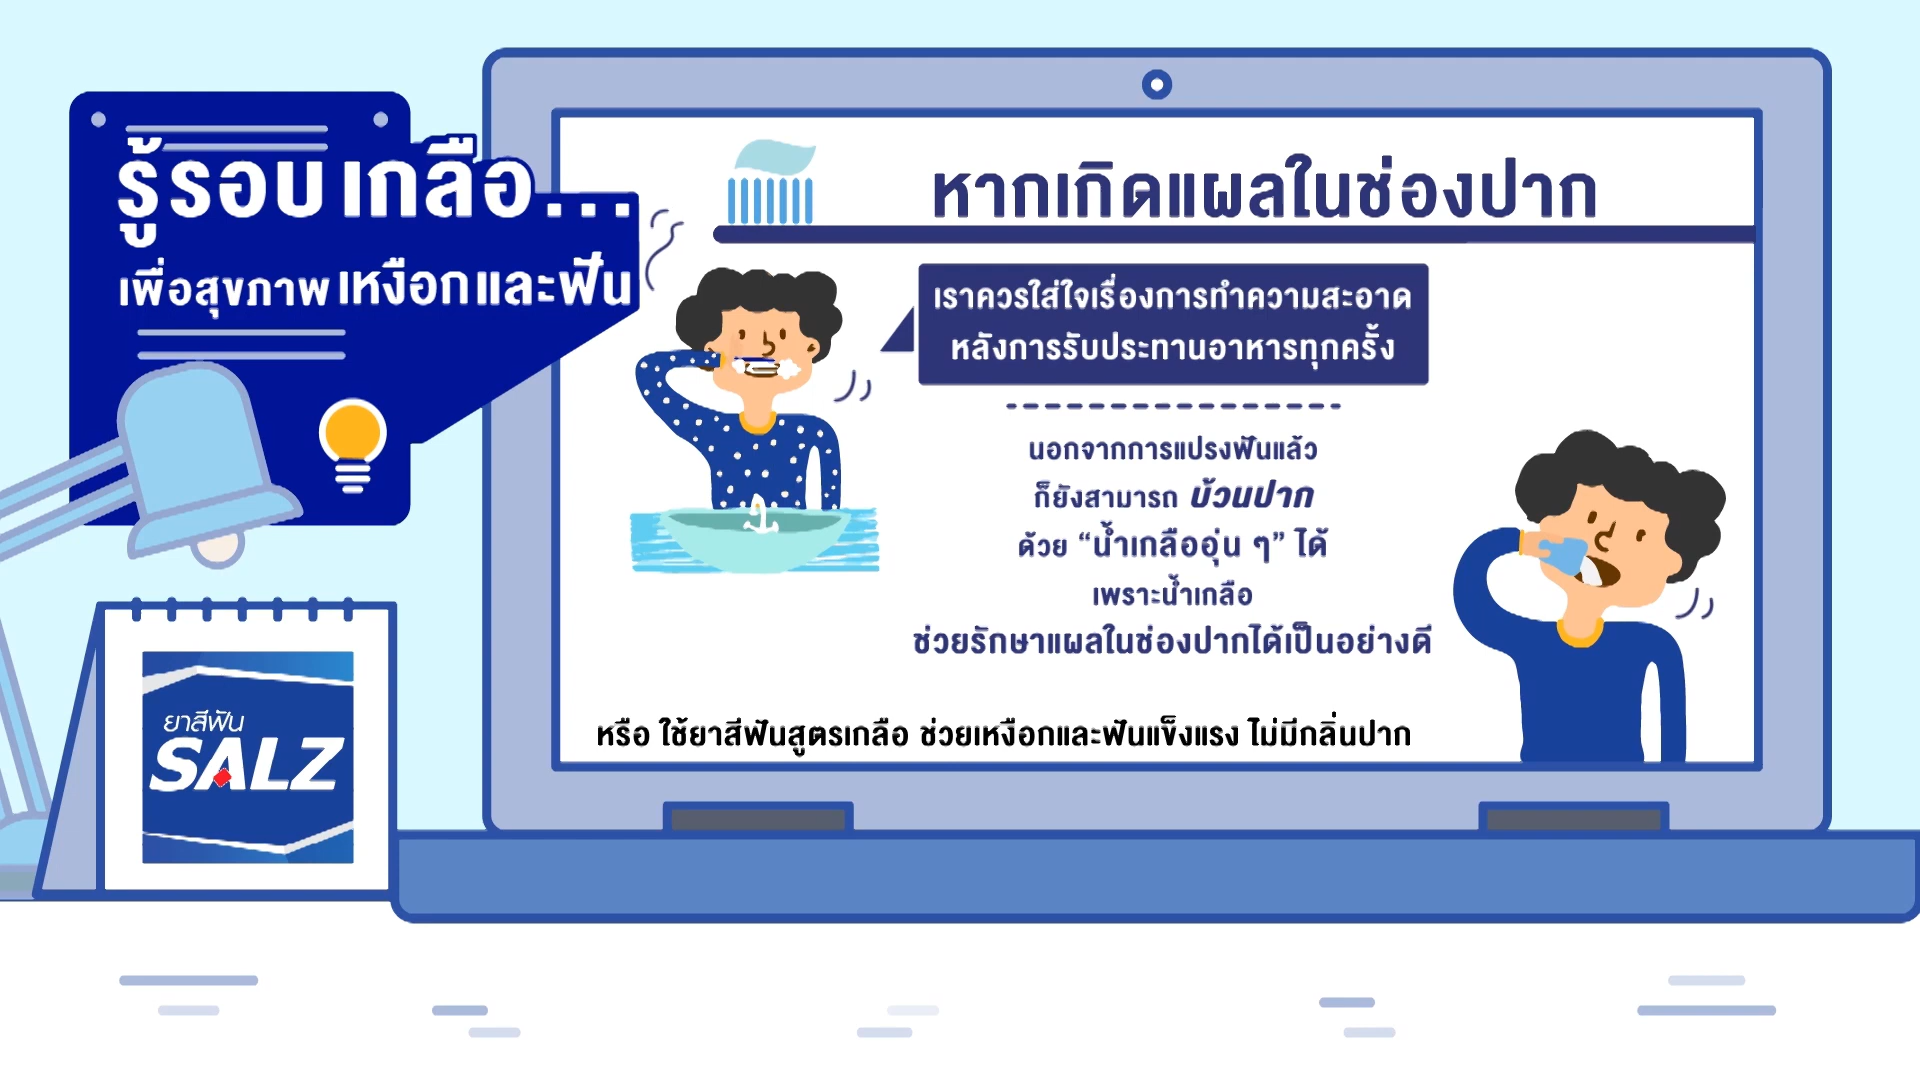 รู้รอบเกลือ...
เพื่อสุขภาพเหงือกและฟัน
หากเกิดแผลในช่องปาก
เราควรใส่ใจเรื่องการทำความสะอาด
หลังการรับประทานอาหารทุกครั้ง
นอกจากการแปรงฟันแล้ว
ก็ยังสามารถ บ้วนปาก
ด้วย “น้ำเกลืออุ่น ๆ” ได้
เพราะน้ำเกลือ
ช่วยรักษาแผลในช่องปากได้เป็นอย่างดี
หรือ ใช้ยาสีฟันสูตรเกลือ ช่วยเหงือกและฟันแข็งแรง ไม่มีกลิ่นปาก
ยาสีฟัน
SALZ